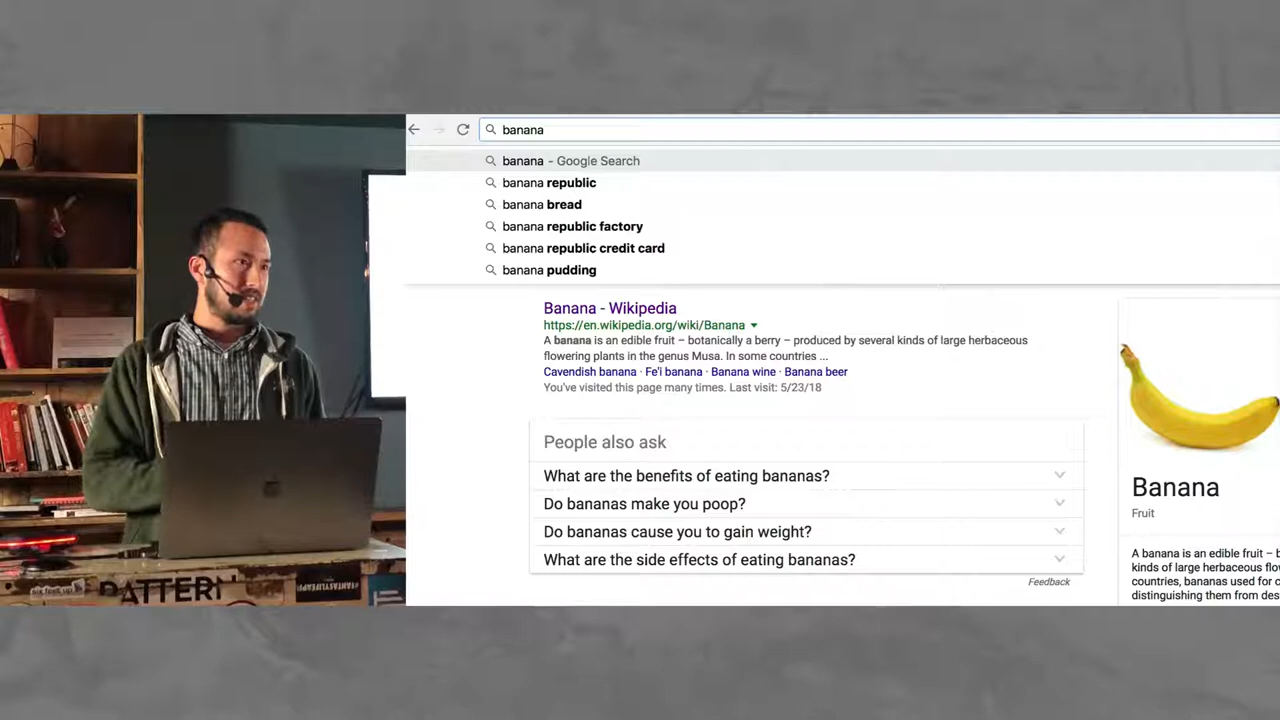 banana
banana - Google Search
banana republic
banana bread
banana republic factory
banana republic credit card
banana pudding
Banana - Wikipedia
https://en.wikipedia.org/wiki/Banana
A banana is an edible fruit – botanically a berry – produced by several kinds of large herbaceous
flowering plants in the genus Musa. In some countries ...
Cavendish banana · Fe'i banana · Banana wine · Banana beer
You've visited this page many times. Last visit: 5/23/18
People also ask
What are the benefits of eating bananas?
Do bananas make you poop?
Do bananas cause you to gain weight?
What are the side effects of eating bananas?
Feedback
Banana
Fruit
A banana is an edible fruit – b
kinds of large herbaceous flow
countries, bananas used for c
distinguishing them from des
six feet up
PATTERN
#FANTASYLIFEAPP